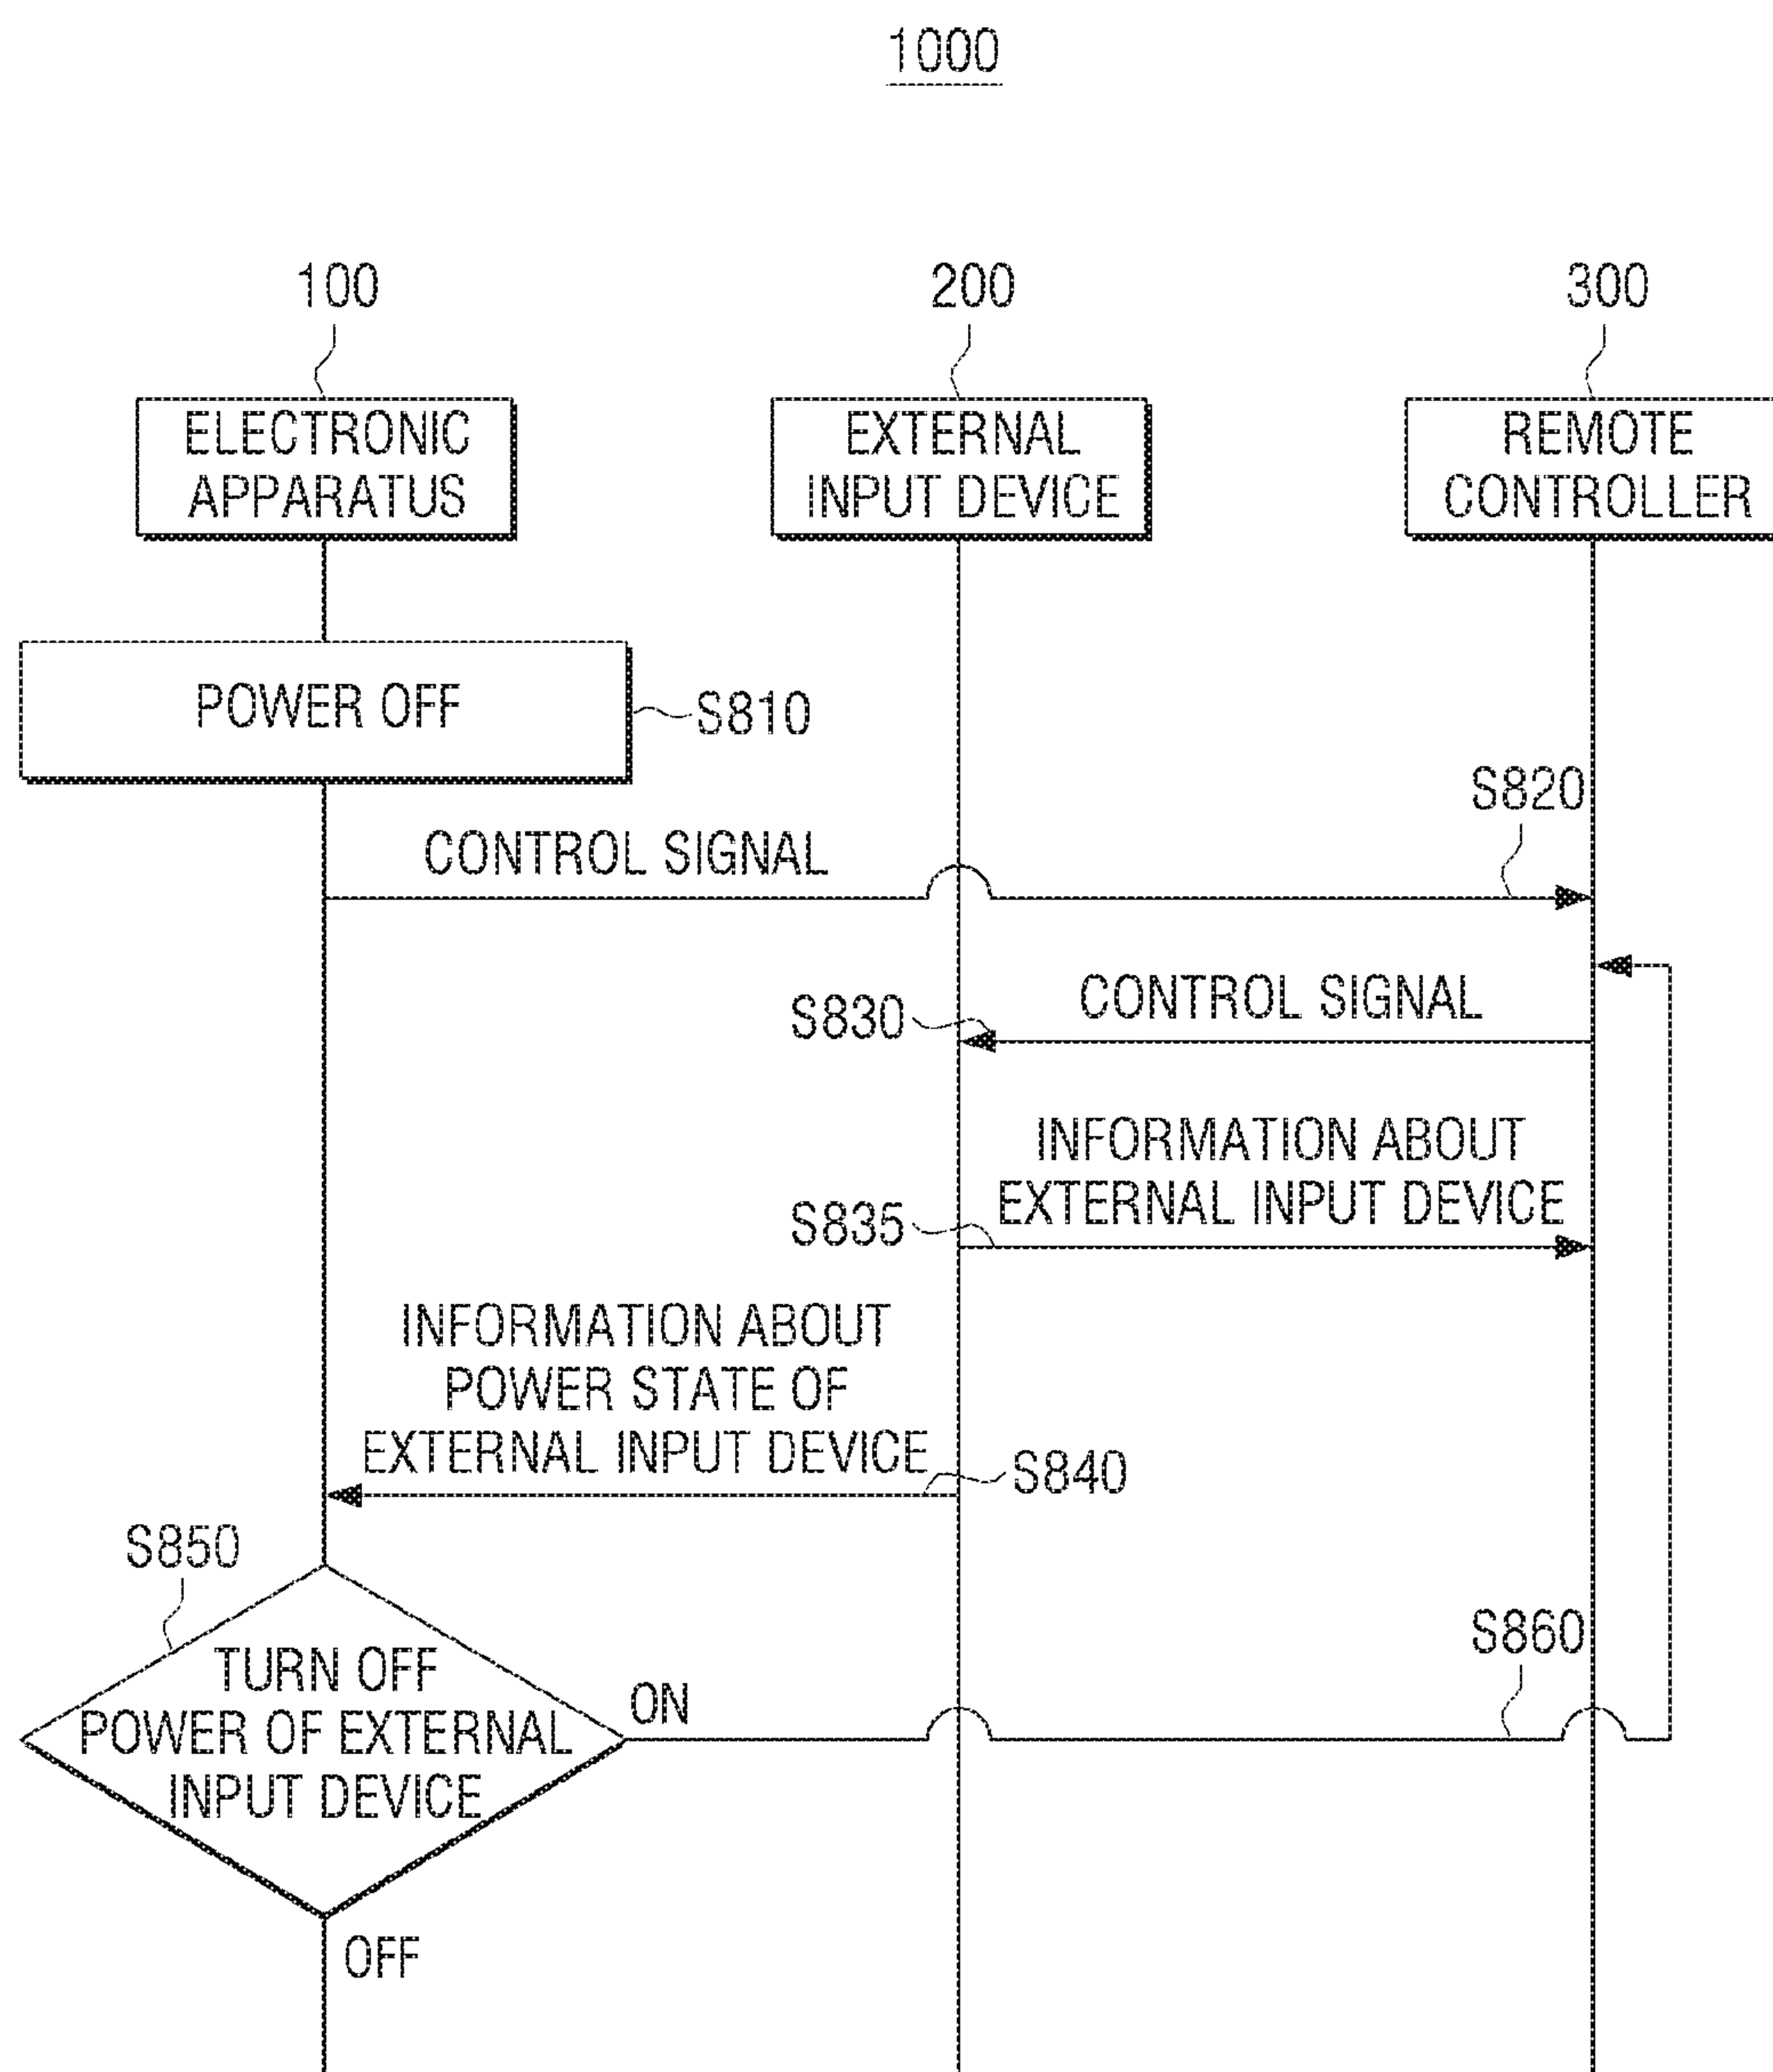 1000
100
200
300
ELECTRONIC
APPARATUS
EXTERNAL
INPUT DEVICE
REMOTE
CONTROLLER
POWER OFF
S810
S820
CONTROL SIGNAL
CONTROL SIGNAL
S830
INFORMATION ABOUT
EXTERNAL INPUT DEVICE
S835
INFORMATION ABOUT
POWER STATE OF
EXTERNAL INPUT DEVICE
S840
S850
TURN OFF
POWER OF EXTERNAL
INPUT DEVICE
ON
S860
OFF